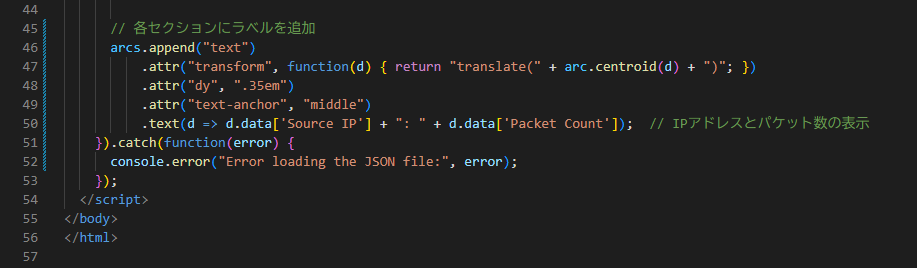 44
45 // 各セクションにラベルを追加
46 arcs.append("text")
47 .attr("transform", function(d) { return "translate(" + arc.centroid(d) + ")"; })
48 .attr("dy", ".35em")
49 .attr("text-anchor", "middle")
50 .text(d => d.data['Source IP'] + ": " + d.data['Packet Count']);  // IPアドレスとパケット数の表示
51 }).catch(function(error) {
52 console.error("Error loading the JSON file:", error);
53 });
54 </script>
55 </body>
56 </html>
57